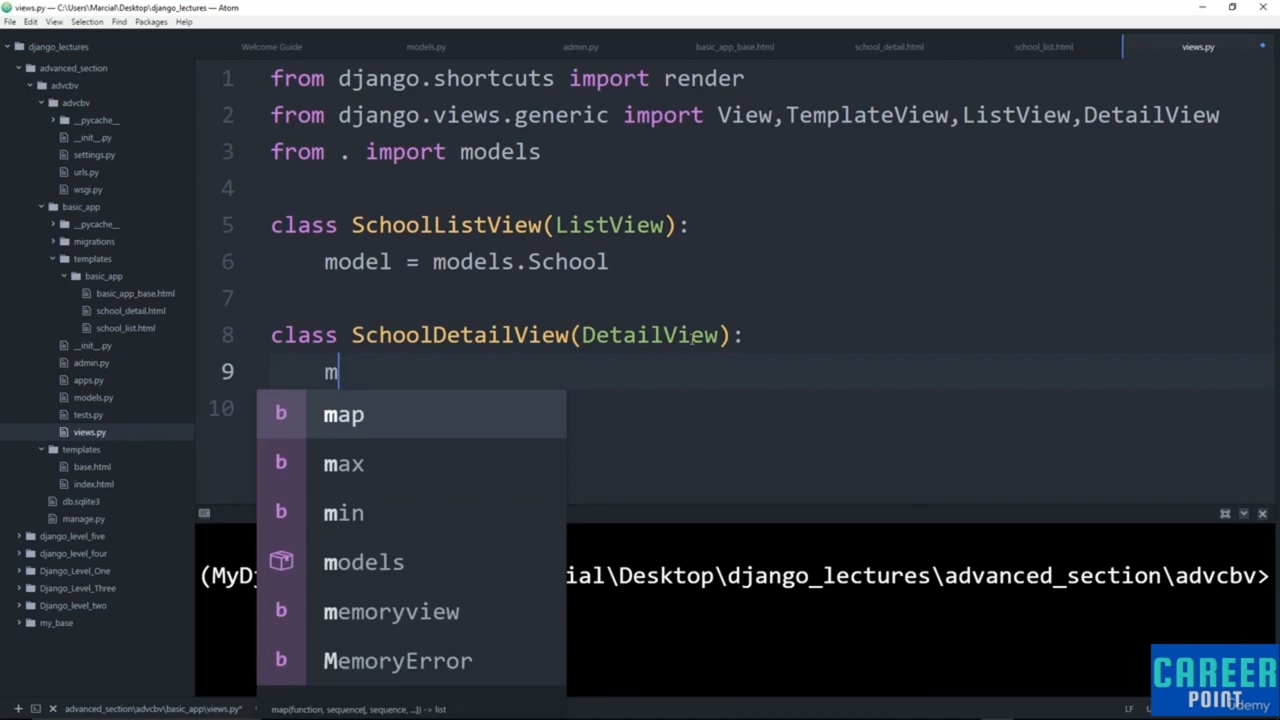 views.py — C:\Users\Marcial\Desktop\django_lectures — Atom
File Edit View Selection Find Packages Help
django_lectures
advanced_section
advcbv
advcbv
__pycache__
__init__.py
settings.py
urls.py
wsgi.py
basic_app
__pycache__
migrations
templates
basic_app
basic_app_base.html
school_detail.html
school_list.html
__init__.py
admin.py
apps.py
models.py
tests.py
views.py
templates
base.html
index.html
db.sqlite3
manage.py
django_level_five
django_level_four
Django_Level_One
Django_Level_Three
Django_level_two
my_base
Welcome Guide models.py admin.py basic_app_base.html school_detail.html school_list.html views.py
1 from django.shortcuts import render
2 from django.views.generic import View,TemplateView,ListView,DetailView
3 from . import models
4
5 class SchoolListView(ListView):
6 model = models.School
7
8 class SchoolDetailView(DetailView):
9 m
10
b map
b max
b min
models
b memoryview
b MemoryError
map(function, sequence[, sequence, ...]) -> list
(MyDj ial\Desktop\django_lectures\advanced_section\advcbv>
advanced_section\advcbv\basic_app\views.py*
LF
CAREER
POINT
Udemy